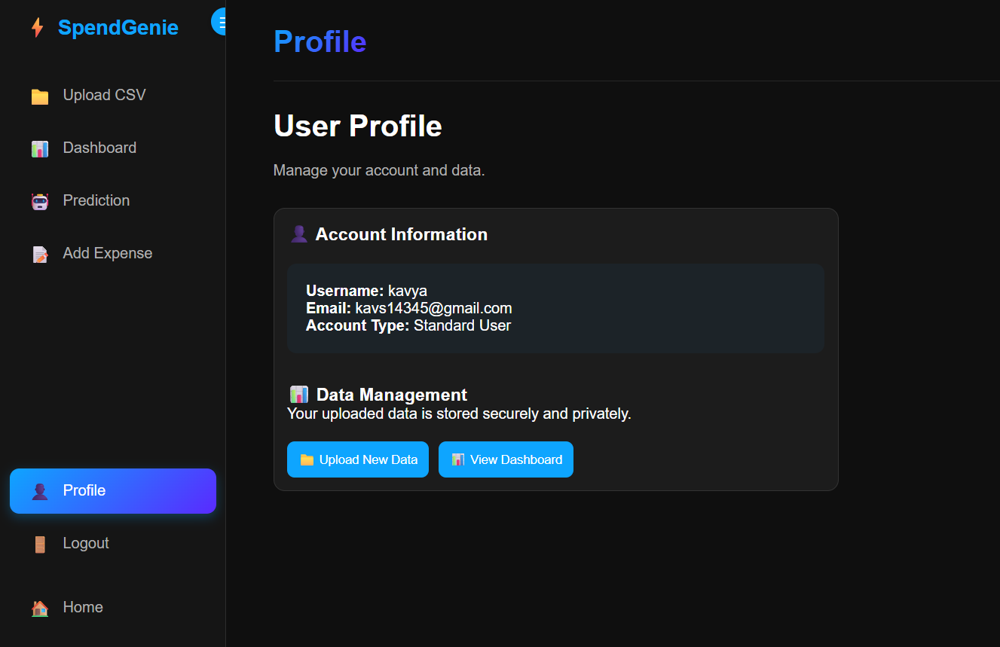 SpendGenie
Upload CSV
Dashboard
Prediction
Add Expense
Profile
Logout
Home
Profile
User Profile
Manage your account and data.
Account Information
Username: kavya
Email: kavs14345@gmail.com
Account Type: Standard User
Data Management
Your uploaded data is stored securely and privately.
Upload New Data
View Dashboard